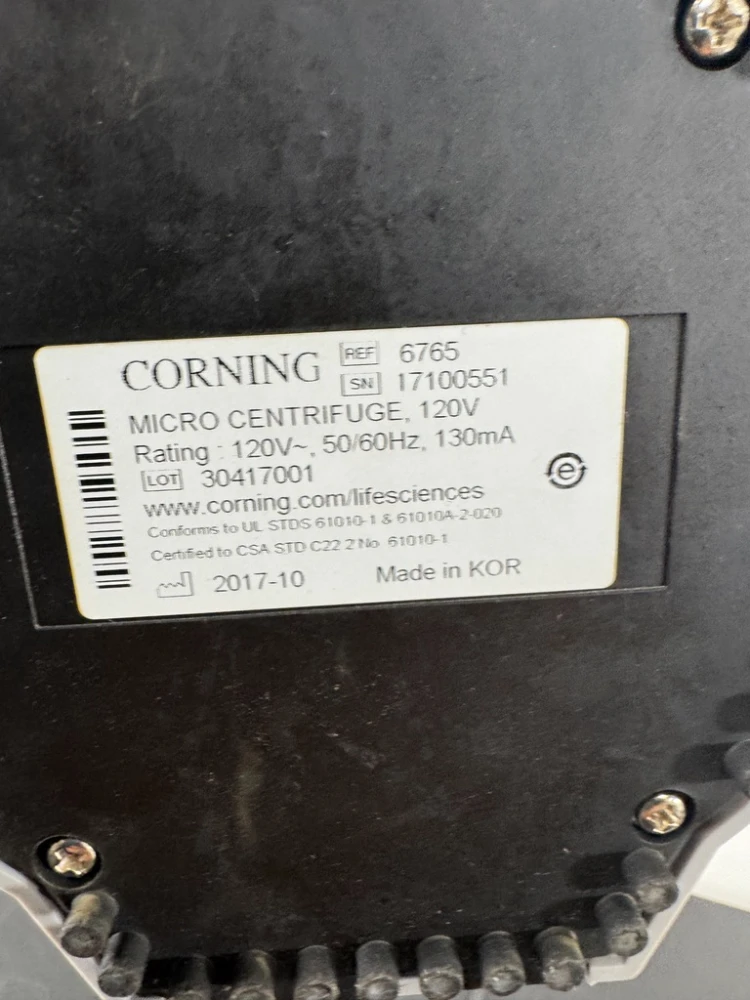 CORNING REF 6765
SN 17100551
MICRO CENTRIFUGE, 120V
Rating : 120V~, 50/60Hz, 130mA
LOT 30417001
www.corning.com/lifesciences
Conforms to UL STDS 61010-1 & 61010A-2-020
Certified to CSA STD C22.2 No 61010-1
2017-10 Made in KOR
e